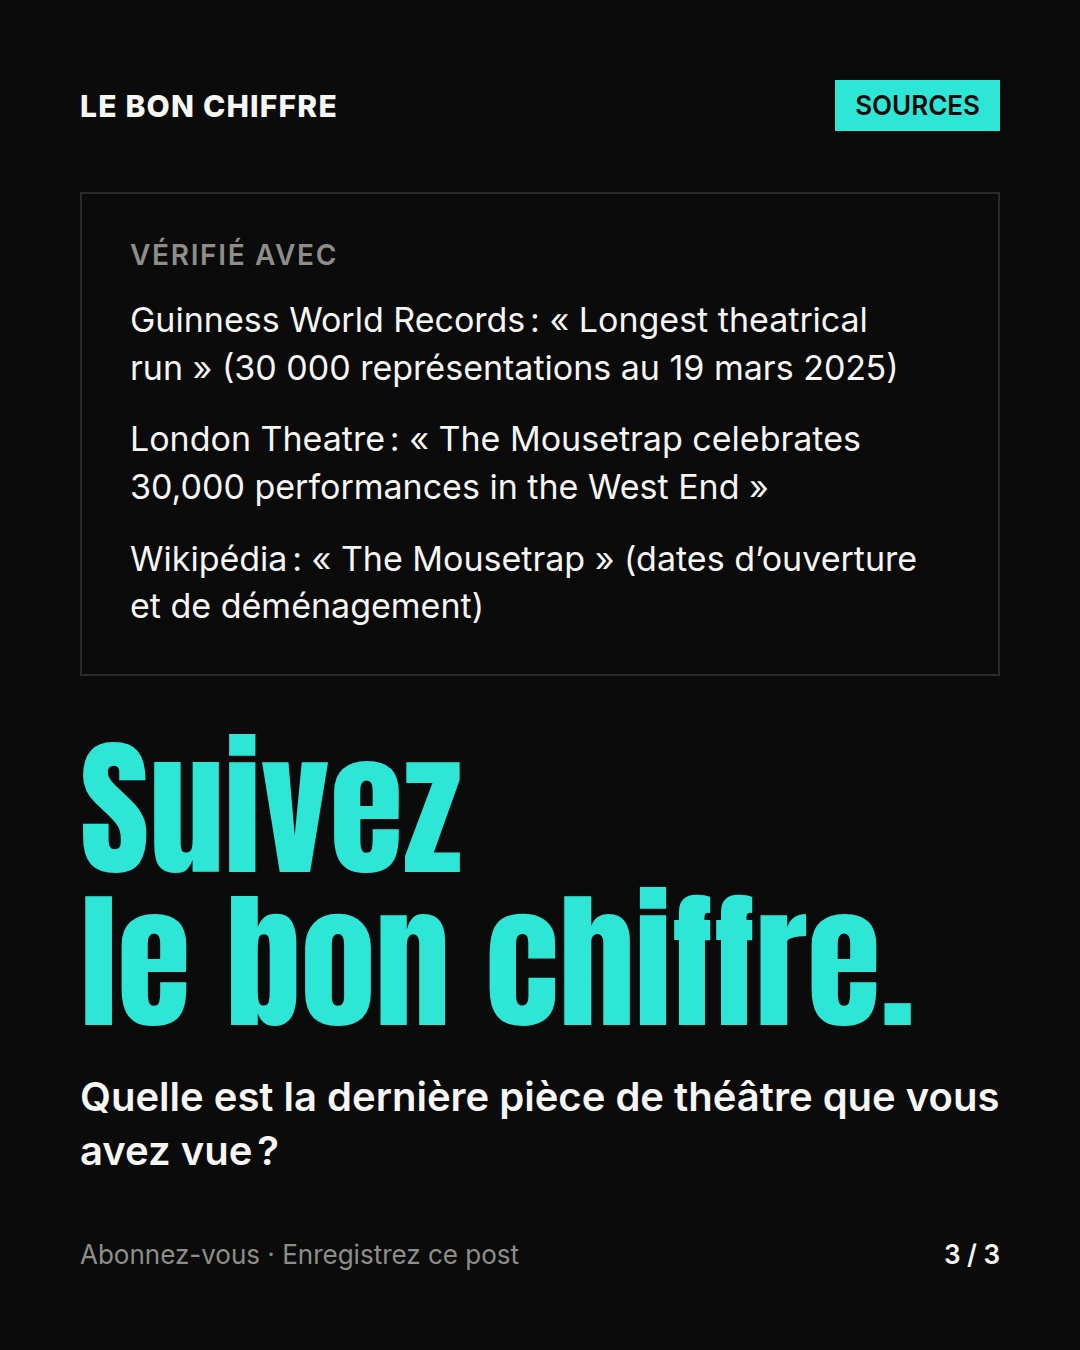 LE BON CHIFFRE
SOURCES
VÉRIFIÉ AVEC
Guinness World Records : « Longest theatrical
run » (30 000 représentations au 19 mars 2025)
London Theatre : « The Mousetrap celebrates
30,000 performances in the West End »
Wikipédia : « The Mousetrap » (dates d’ouverture
et de déménagement)
Suivez
le bon chiffre.
Quelle est la dernière pièce de théâtre que vous
avez vue ?
Abonnez-vous · Enregistrez ce post
3 / 3